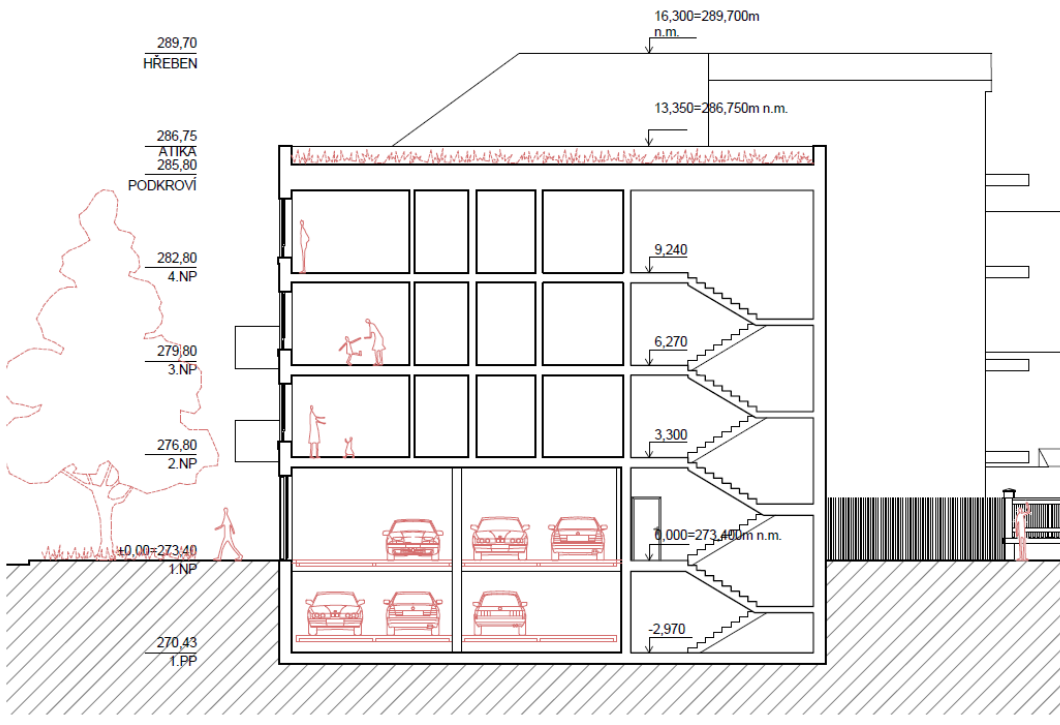 16,300=289,700m
n.m.
289,70
HŘEBEN
13,350=286,750m n.m.
286,75
ATIKA
285,80
PODKROVÍ
9,240
282,80
4.NP
6,270
279,80
3.NP
3,300
276,80
2.NP
±0,00=273,40
0,000=273,400m n.m.
1.NP
-2,970
270,43
1.PP